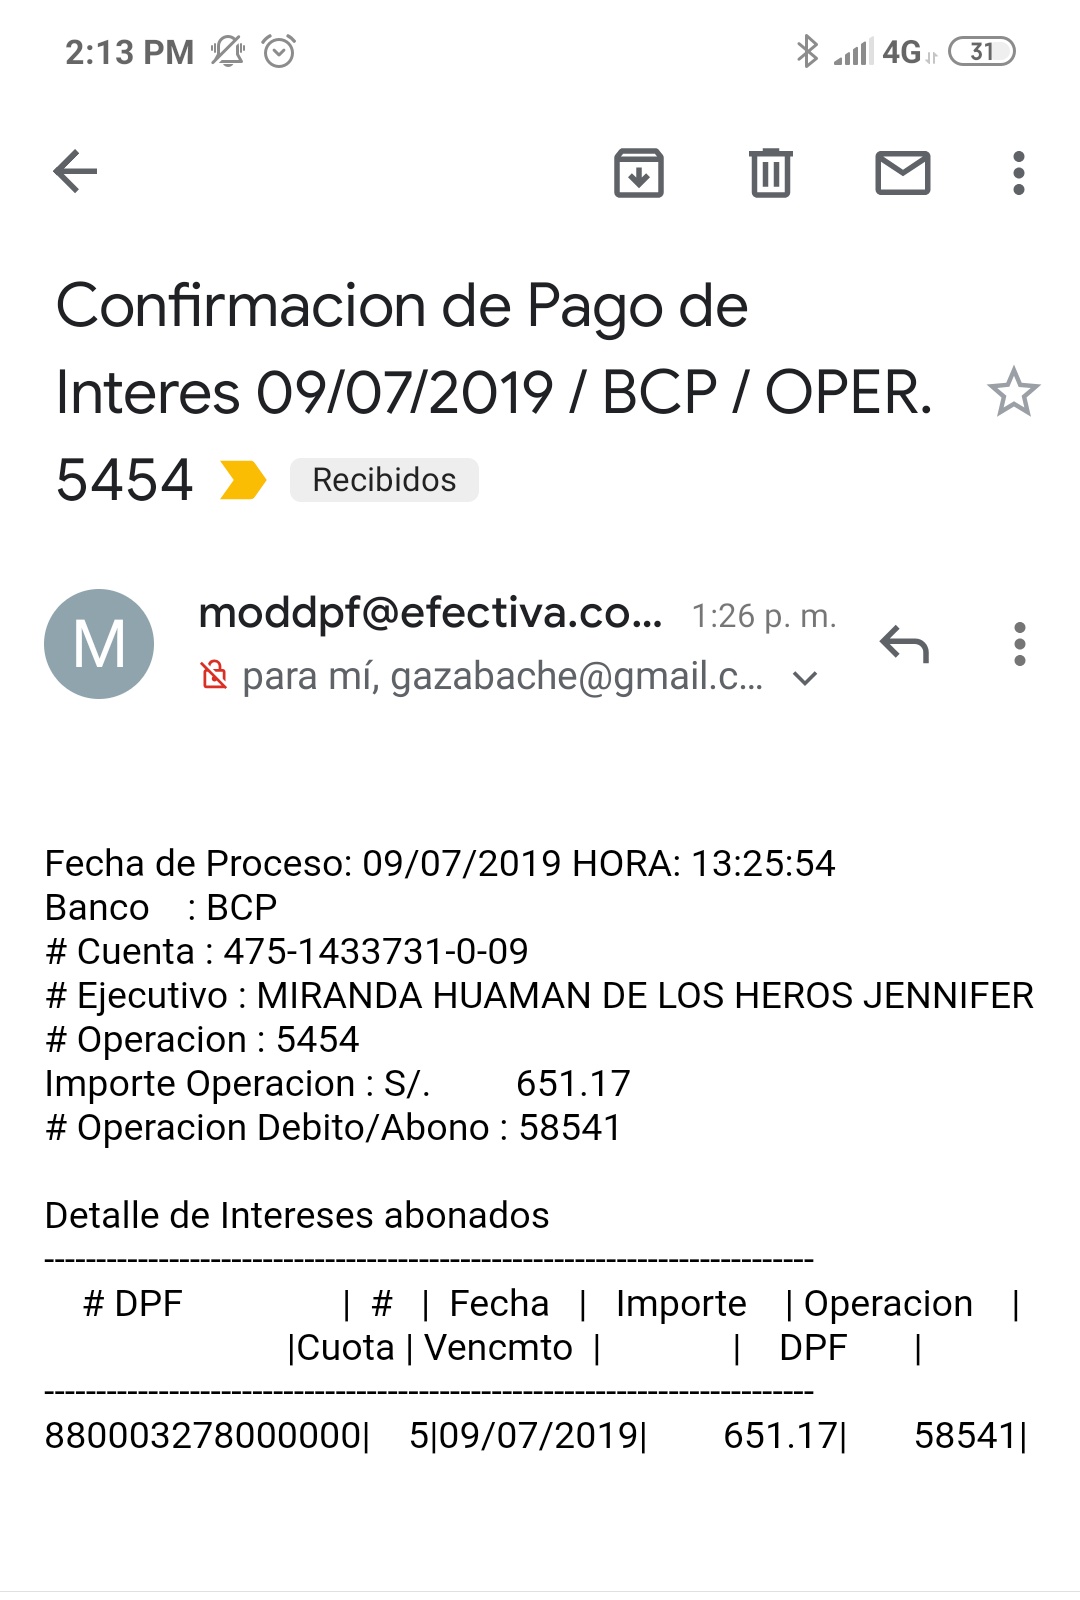 2:13 PM 4G 31
Confirmacion de Pago de
Interes 09/07/2019 / BCP / OPER.
5454 Recibidos
M
moddpf@efectiva.co... 1:26 p. m.
para mí, gazabache@gmail.c...
Fecha de Proceso: 09/07/2019 HORA: 13:25:54
Banco : BCP
# Cuenta : 475-1433731-0-09
# Ejecutivo : MIRANDA HUAMAN DE LOS HEROS JENNIFER
# Operacion : 5454
Importe Operacion : S/. 651.17
# Operacion Debito/Abono : 58541
Detalle de Intereses abonados
--------------------------------------------------------------------------
# DPF | # | Fecha | Importe | Operacion |
|Cuota | Vencmto | | DPF |
--------------------------------------------------------------------------
880003278000000| 5|09/07/2019| 651.17| 58541|